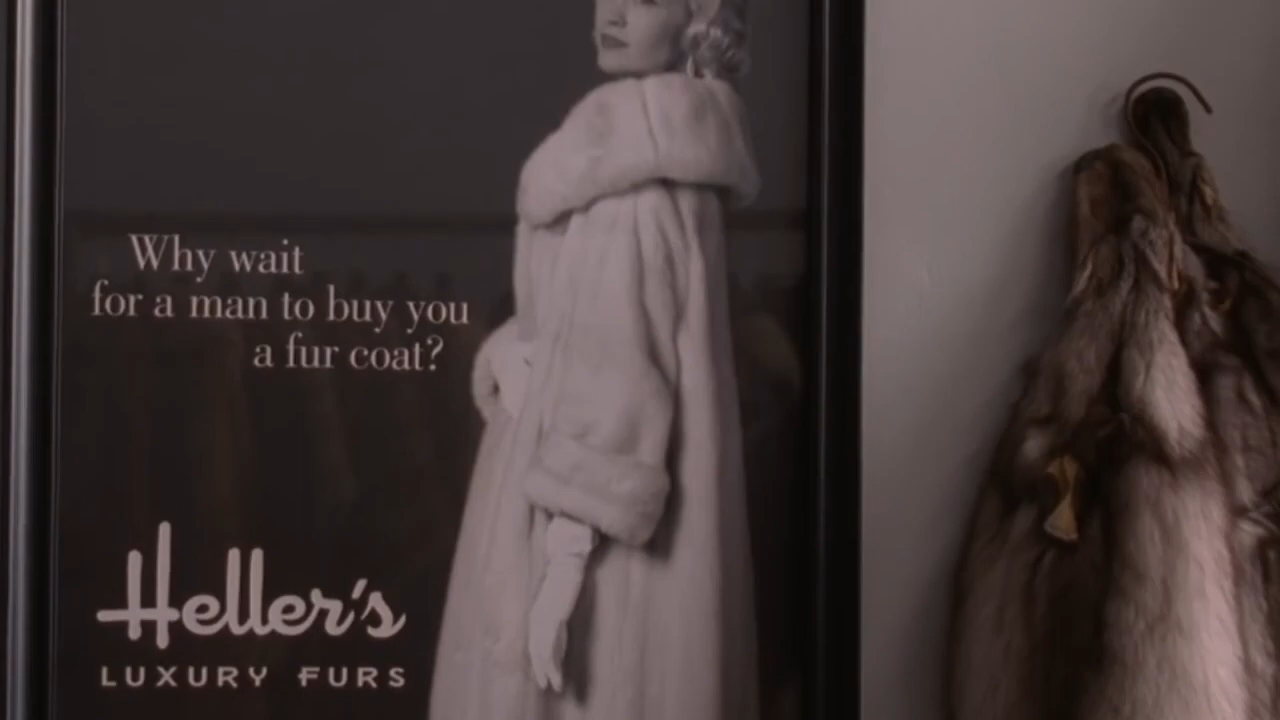 Why wait
for a man to buy you
a fur coat?
Heller's
LUXURY FURS